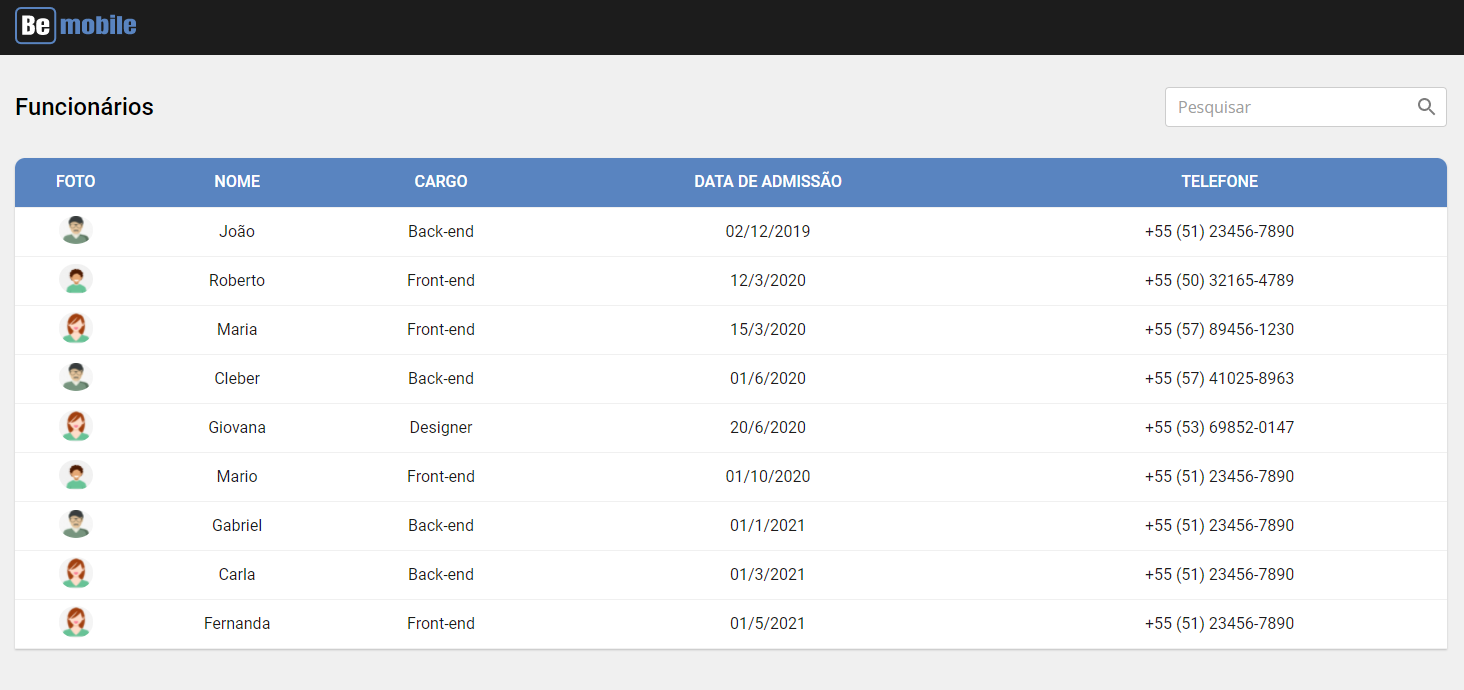 Be mobile
Funcionários Pesquisar
FOTO NOME CARGO DATA DE ADMISSÃO TELEFONE
João Back-end 02/12/2019 +55 (51) 23456-7890
Roberto Front-end 12/3/2020 +55 (50) 32165-4789
Maria Front-end 15/3/2020 +55 (57) 89456-1230
Cleber Back-end 01/6/2020 +55 (57) 41025-8963
Giovana Designer 20/6/2020 +55 (53) 69852-0147
Mario Front-end 01/10/2020 +55 (51) 23456-7890
Gabriel Back-end 01/1/2021 +55 (51) 23456-7890
Carla Back-end 01/3/2021 +55 (51) 23456-7890
Fernanda Front-end 01/5/2021 +55 (51) 23456-7890